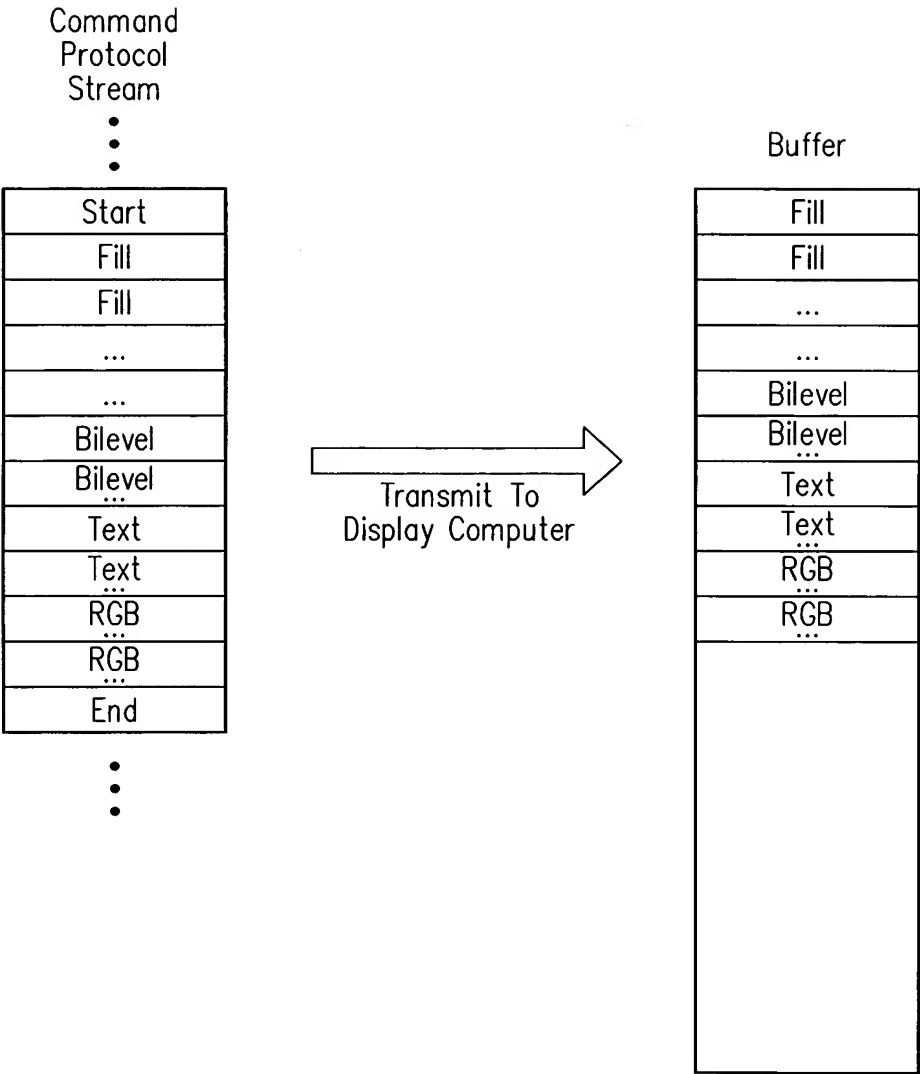 Command
Protocol
Stream
Start
Fill
Fill
...
...
Bilevel
Bilevel
...
Text
Text
...
RGB
...
RGB
...
End
Transmit To
Display Computer
Buffer
Fill
Fill
...
...
Bilevel
Bilevel
...
Text
Text
...
RGB
...
RGB
...